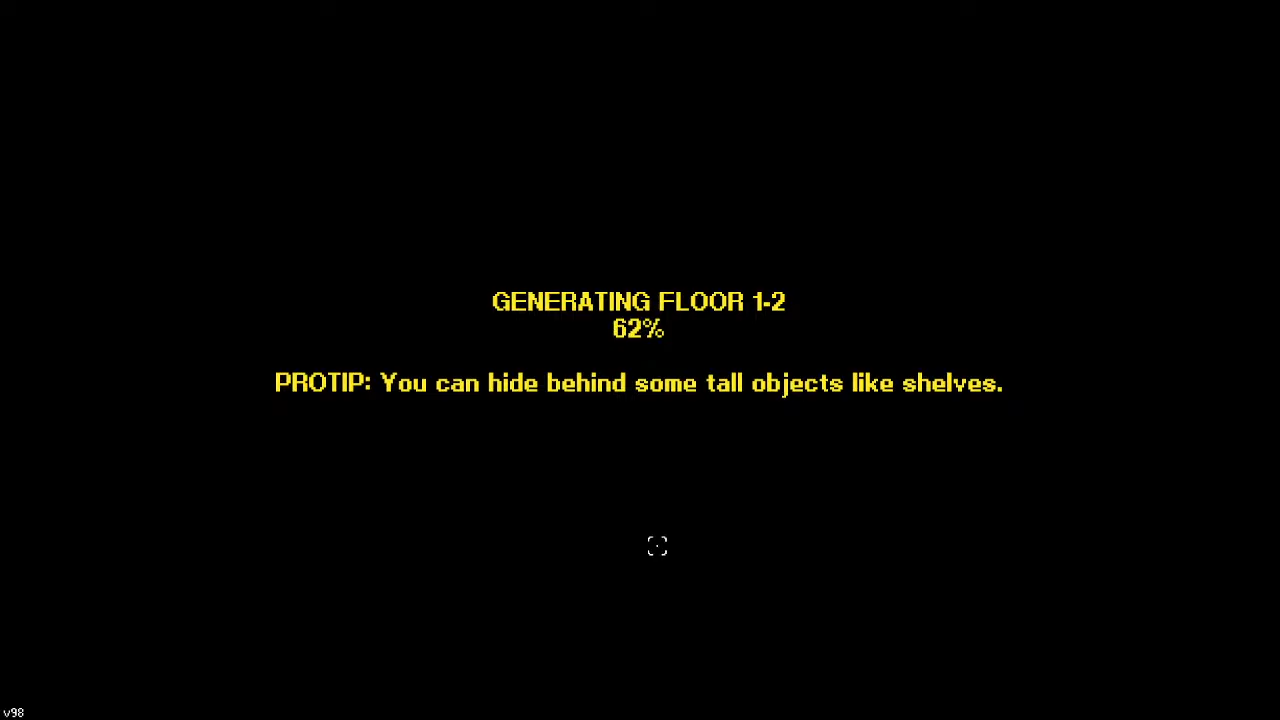 GENERATING FLOOR 1-2
62%
PROTIP: You can hide behind some tall objects like shelves.
v98